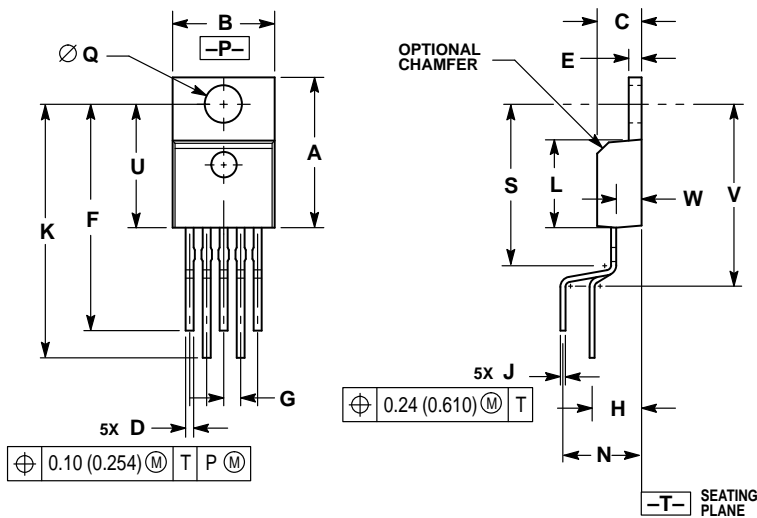 B
–P–
Ø Q
K
F
U
A
G
5X D
⌖ 0.10 (0.254) Ⓜ T P Ⓜ
C
OPTIONAL
CHAMFER
E
S
L
W
V
5X J
⌖ 0.24 (0.610) Ⓜ T
H
N
–T– SEATING
PLANE